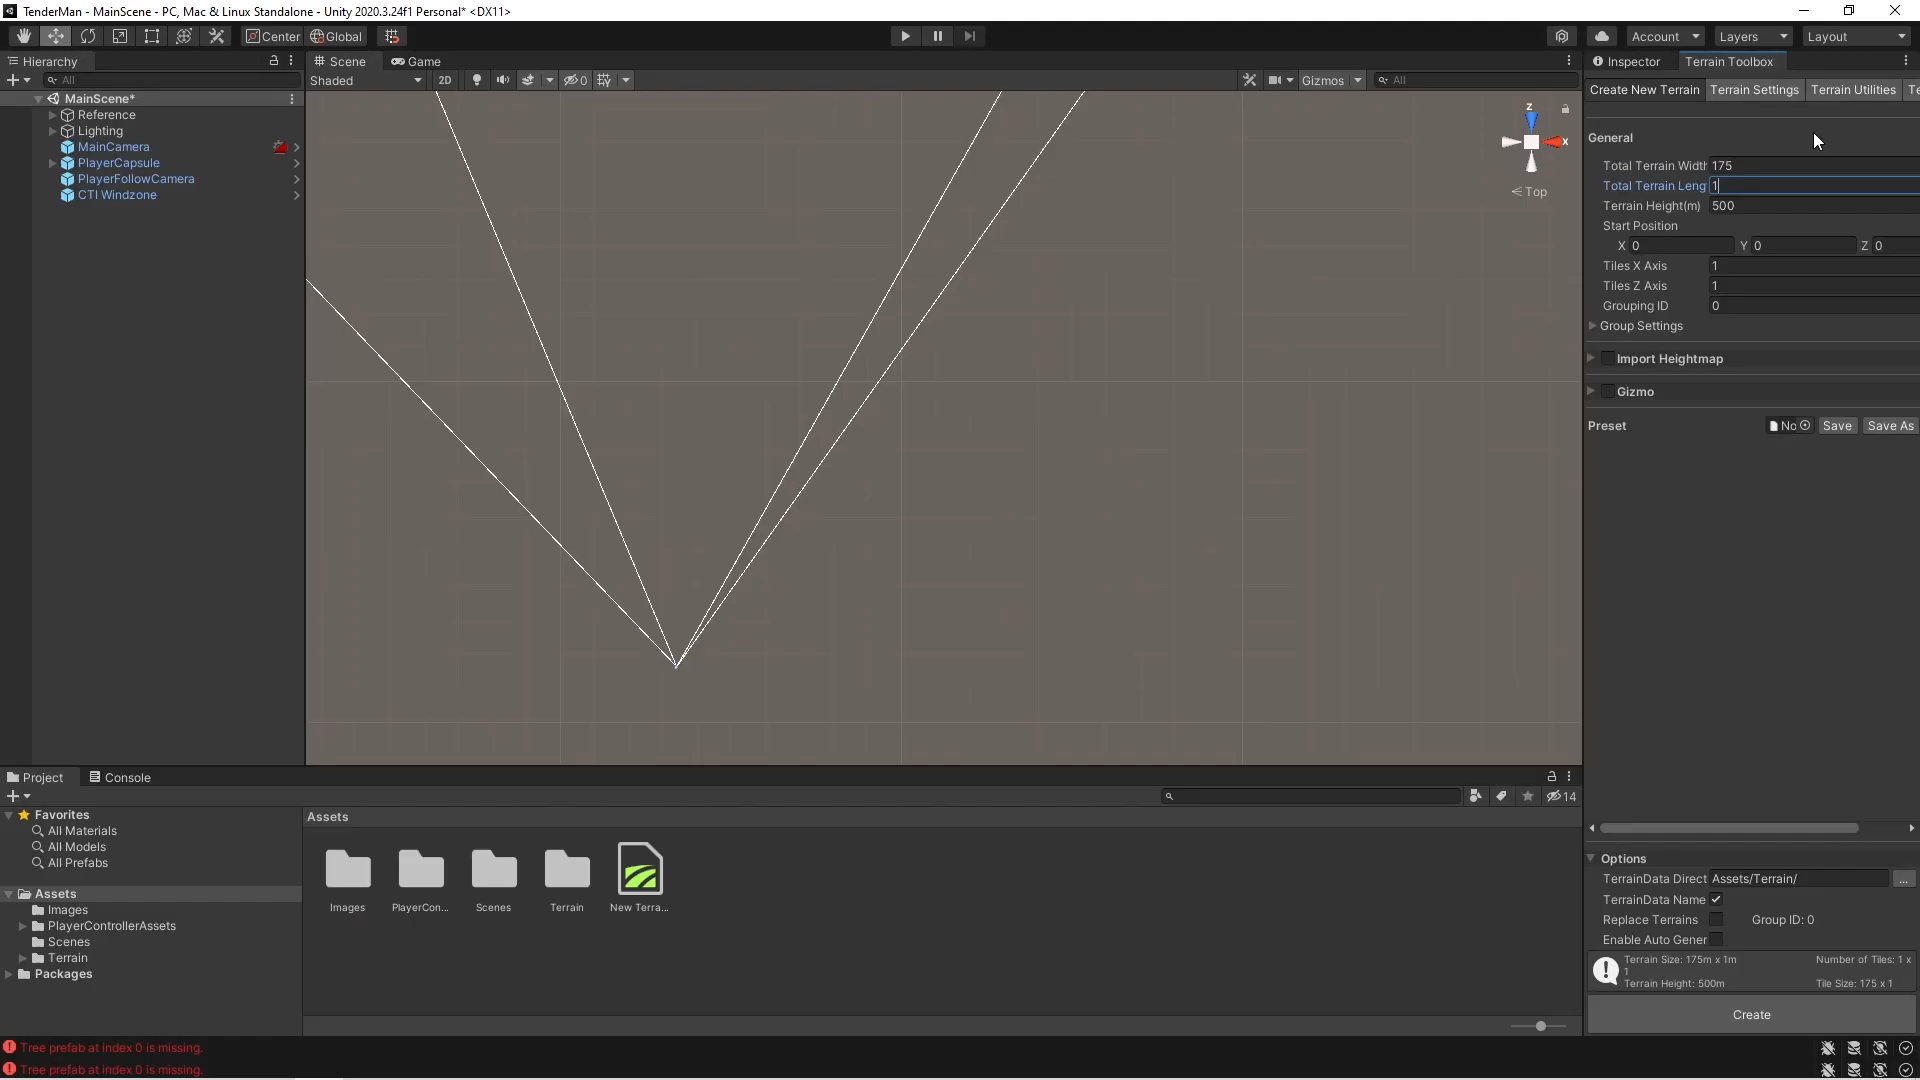 TenderMan - MainScene - PC, Mac & Linux Standalone - Unity 2020.3.24f1 Personal* <DX11>
Center Global Account Layers Layout
Hierarchy
Scene Game
Inspector Terrain Toolbox
All
Shaded 2D 0 Gizmos All
Create New Terrain Terrain Settings Terrain Utilities Te
MainScene*
Reference
Lighting
MainCamera
PlayerCapsule
PlayerFollowCamera
CTI Windzone
z
x
Top
General
Total Terrain Width 175
Total Terrain Leng 1
Terrain Height(m) 500
Start Position
X 0 Y 0 Z 0
Tiles X Axis 1
Tiles Z Axis 1
Grouping ID 0
Group Settings
Import Heightmap
Gizmo
Preset No Save Save As
Project Console
14
Favorites
All Materials
All Models
All Prefabs
Assets
Images
PlayerControllerAssets
Scenes
Terrain
Packages
Assets
Images PlayerCon... Scenes Terrain New Terra...
Options
TerrainData Direct Assets/Terrain/ ...
TerrainData Name
Replace Terrains Group ID: 0
Enable Auto Gener
Terrain Size: 175m x 1m Number of Tiles: 1 x
1
Terrain Height: 500m Tile Size: 175 x 1
Create
Tree prefab at index 0 is missing.
Tree prefab at index 0 is missing.